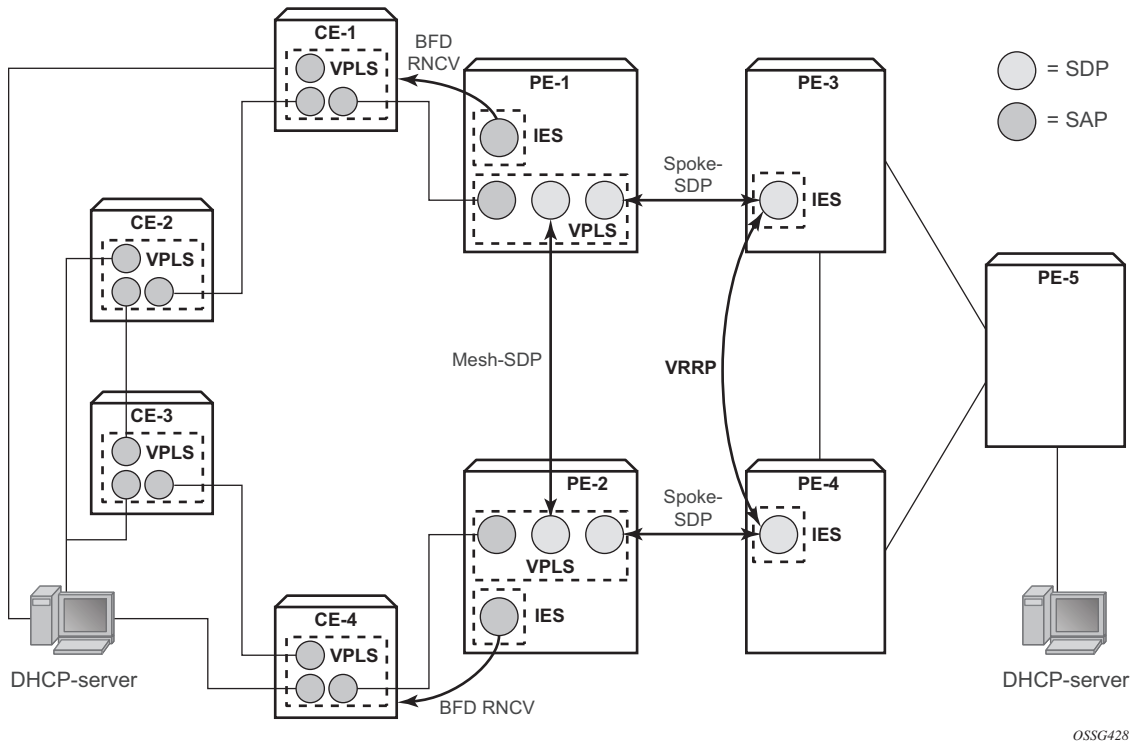 CE-1
VPLS
BFD
RNCV
PE-1
IES
VPLS
Spoke-
SDP
PE-3
IES
= SDP
= SAP
CE-2
VPLS
PE-5
Mesh-SDP
VRRP
CE-3
VPLS
PE-2
VPLS
IES
Spoke-
SDP
PE-4
IES
CE-4
VPLS
BFD RNCV
DHCP-server
DHCP-server
OSSG428